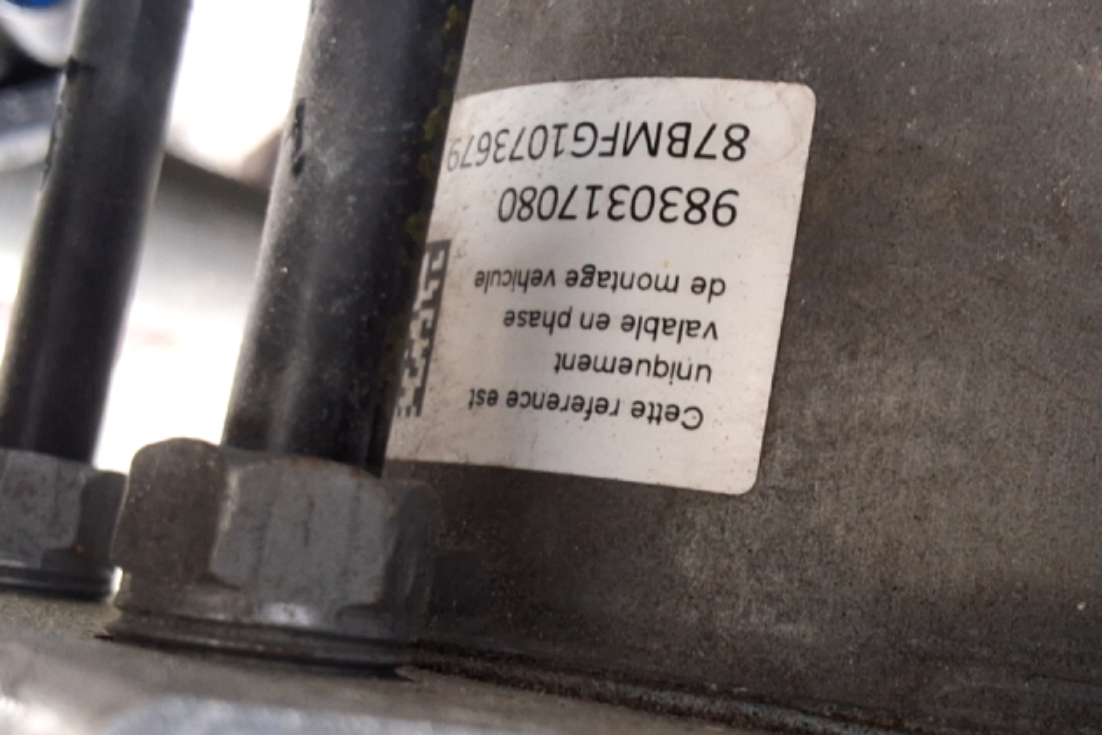 Cette reference est
uniquement
valable en phase
de montage vehicule
9830317080
87BMFG1073679